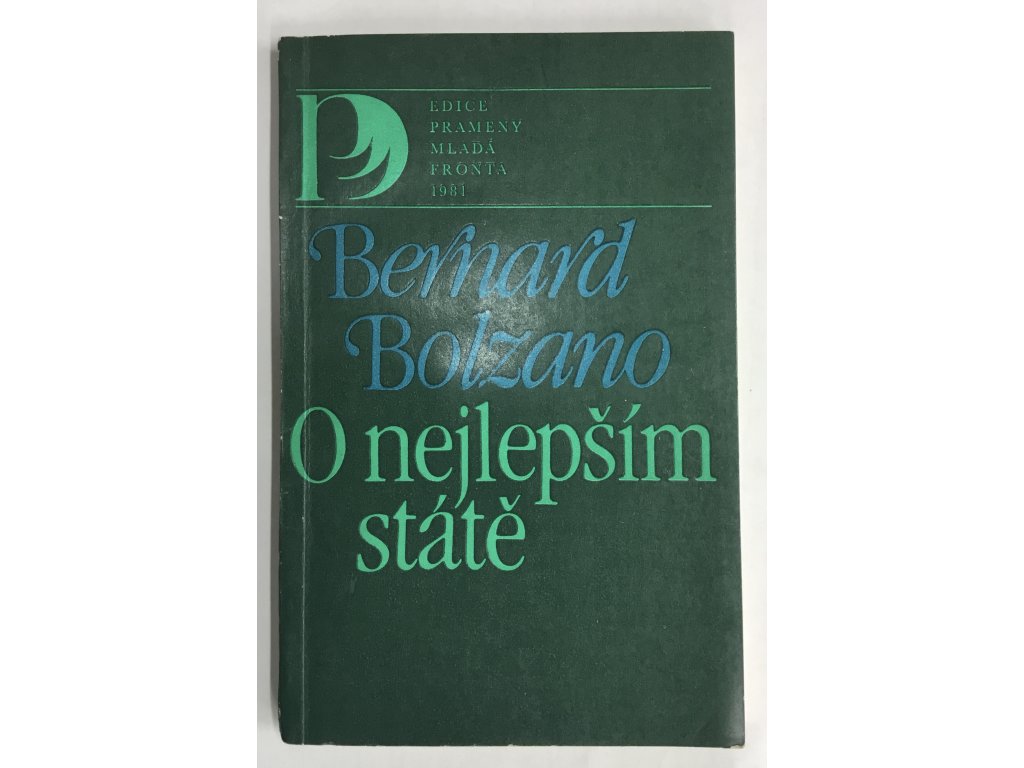 EDICE
PRAMENY
MLADÁ
FRONTA
1981
Bernard
Bolzano
O nejlepším
státě